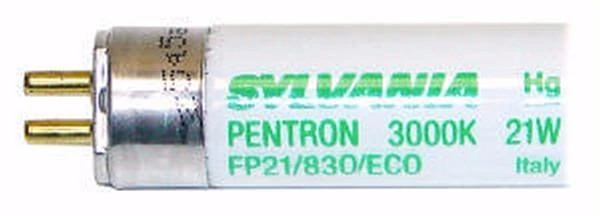 SYLVANIA Hg
PENTRON 3000K 21W
FP21/830/ECO Italy